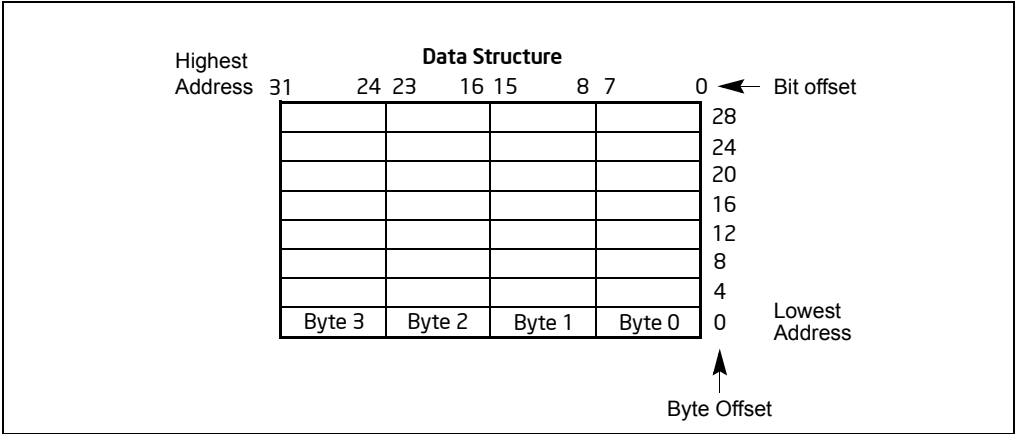 Data Structure
Highest
Address
31 24 23 16 15 8 7 0
Bit offset
28
24
20
16
12
8
4
Byte 3 Byte 2 Byte 1 Byte 0 0
Lowest
Address
Byte Offset